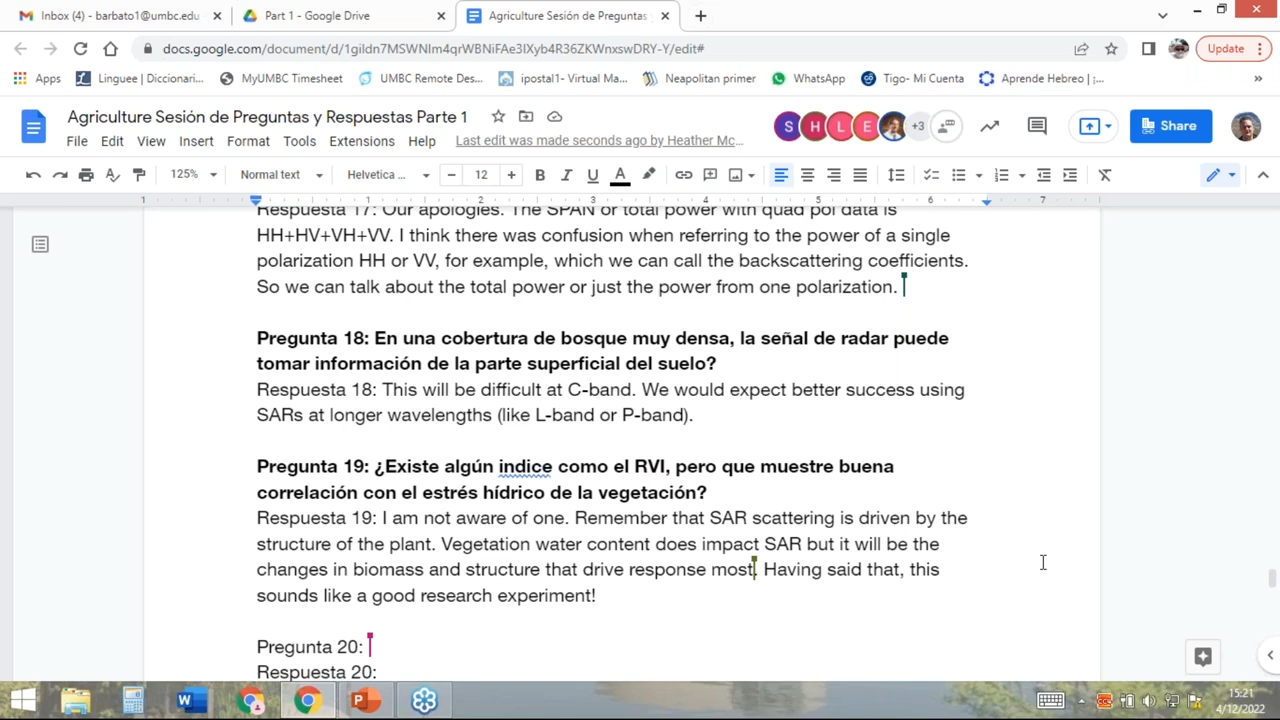 Inbox (4) - barbato1@umbc.edu
Part 1 - Google Drive
Agriculture Sesión de Preguntas
docs.google.com/document/d/1gildn7MSWNlm4qrWBNiFAe3IXyb4R36ZKWnxswDRY-Y/edit#
Update
Apps
Linguee | Diccionari...
MyUMBC Timesheet
UMBC Remote Des...
ipostal1- Virtual Ma...
Neapolitan primer
WhatsApp
Tigo- Mi Cuenta
Aprende Hebreo | ¡...
»
Agriculture Sesión de Preguntas y Respuestas Parte 1
S H L E +3
Share
File Edit View Insert Format Tools Extensions Help Last edit was made seconds ago by Heather Mc...
125% Normal text Helvetica ... 12 B I U A
1 1 2 3 4 5 6 7
Respuesta 17: Our apologies. The SPAN or total power with quad pol data is
HH+HV+VH+VV. I think there was confusion when referring to the power of a single
polarization HH or VV, for example, which we can call the backscattering coefficients.
So we can talk about the total power or just the power from one polarization.
Pregunta 18: En una cobertura de bosque muy densa, la señal de radar puede
tomar información de la parte superficial del suelo?
Respuesta 18: This will be difficult at C-band. We would expect better success using
SARs at longer wavelengths (like L-band or P-band).
Pregunta 19: ¿Existe algún indice como el RVI, pero que muestre buena
correlación con el estrés hídrico de la vegetación?
Respuesta 19: I am not aware of one. Remember that SAR scattering is driven by the
structure of the plant. Vegetation water content does impact SAR but it will be the
changes in biomass and structure that drive response most. Having said that, this
sounds like a good research experiment!
Pregunta 20:
Respuesta 20:
15:21
4/12/2022